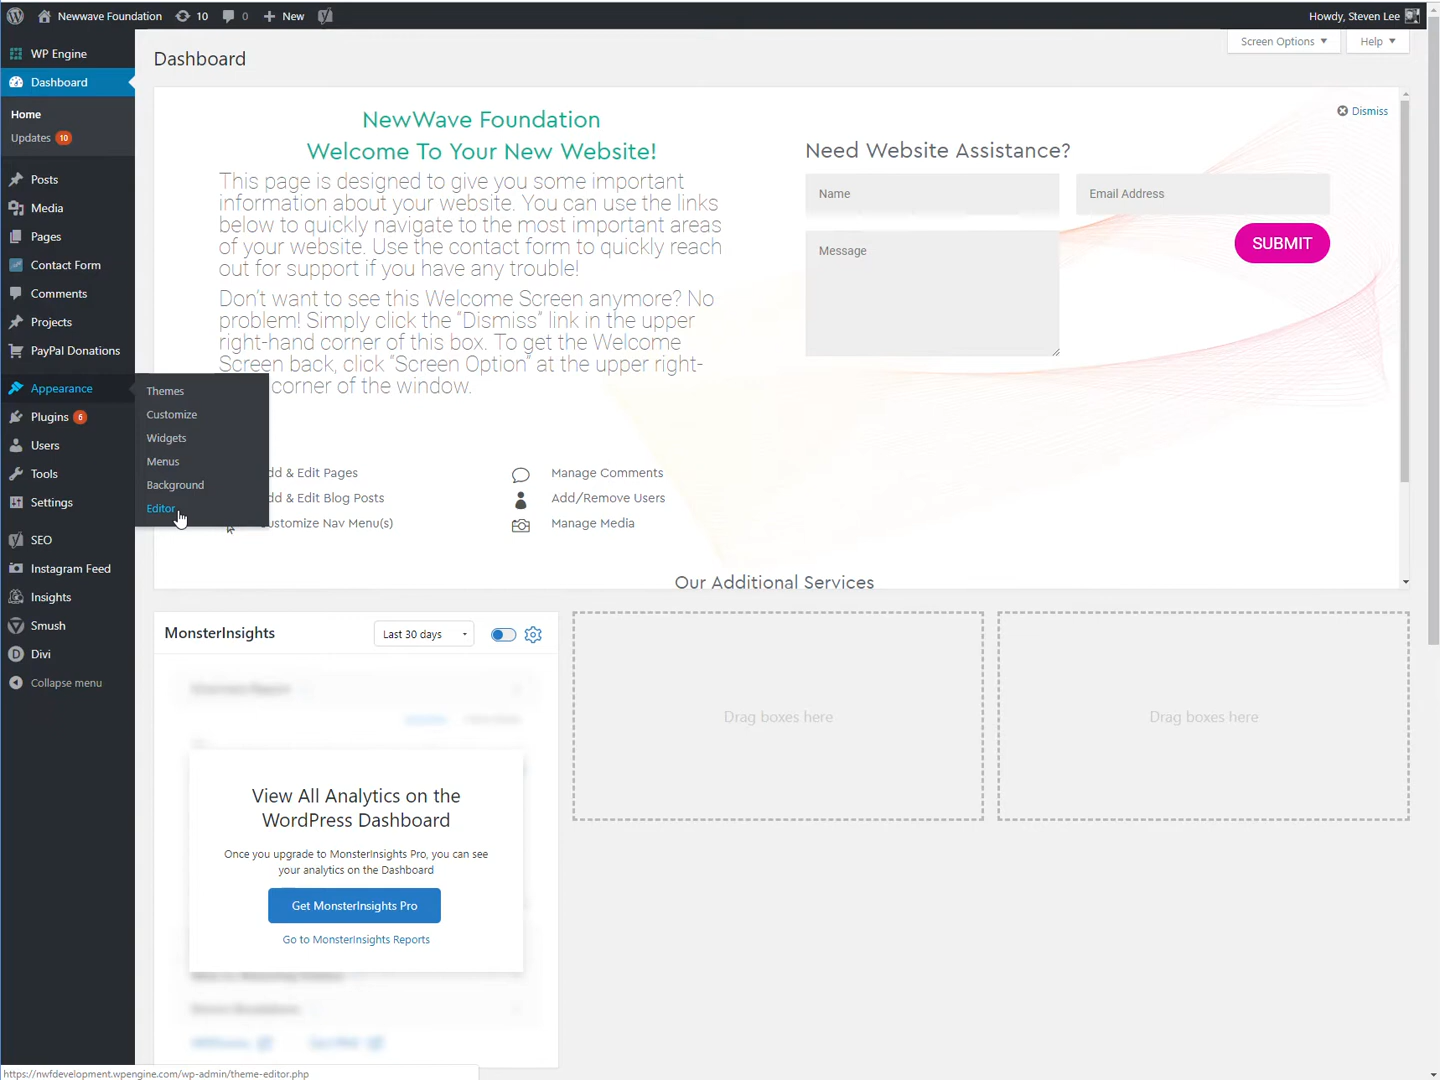 Newwave Foundation 10 0 New Howdy, Steven Lee
Screen Options Help
WP Engine
Dashboard
Home
Updates 10
Posts
Media
Pages
Contact Form
Comments
Projects
PayPal Donations
Appearance
Plugins 6
Users
Tools
Settings
SEO
Instagram Feed
Insights
Smush
Divi
Collapse menu
Themes
Customize
Widgets
Menus
Background
Editor
Dashboard
Dismiss
NewWave Foundation
Welcome To Your New Website!
This page is designed to give you some important
information about your website. You can use the links
below to quickly navigate to the most important areas
of your website. Use the contact form to quickly reach
out for support if you have any trouble!
Don't want to see this Welcome Screen anymore? No
problem! Simply click the "Dismiss" link in the upper
right-hand corner of this box. To get the Welcome
Screen back, click "Screen Option" at the upper right-
corner of the window.
dd & Edit Pages
dd & Edit Blog Posts
ustomize Nav Menu(s)
Manage Comments
Add/Remove Users
Manage Media
Need Website Assistance?
Name
Email Address
Message
SUBMIT
Our Additional Services
MonsterInsights
Last 30 days
View All Analytics on the
WordPress Dashboard
Once you upgrade to MonsterInsights Pro, you can see
your analytics on the Dashboard
Get MonsterInsights Pro
Go to MonsterInsights Reports
Drag boxes here
Drag boxes here
https://nwfdevelopment.wpengine.com/wp-admin/theme-editor.php